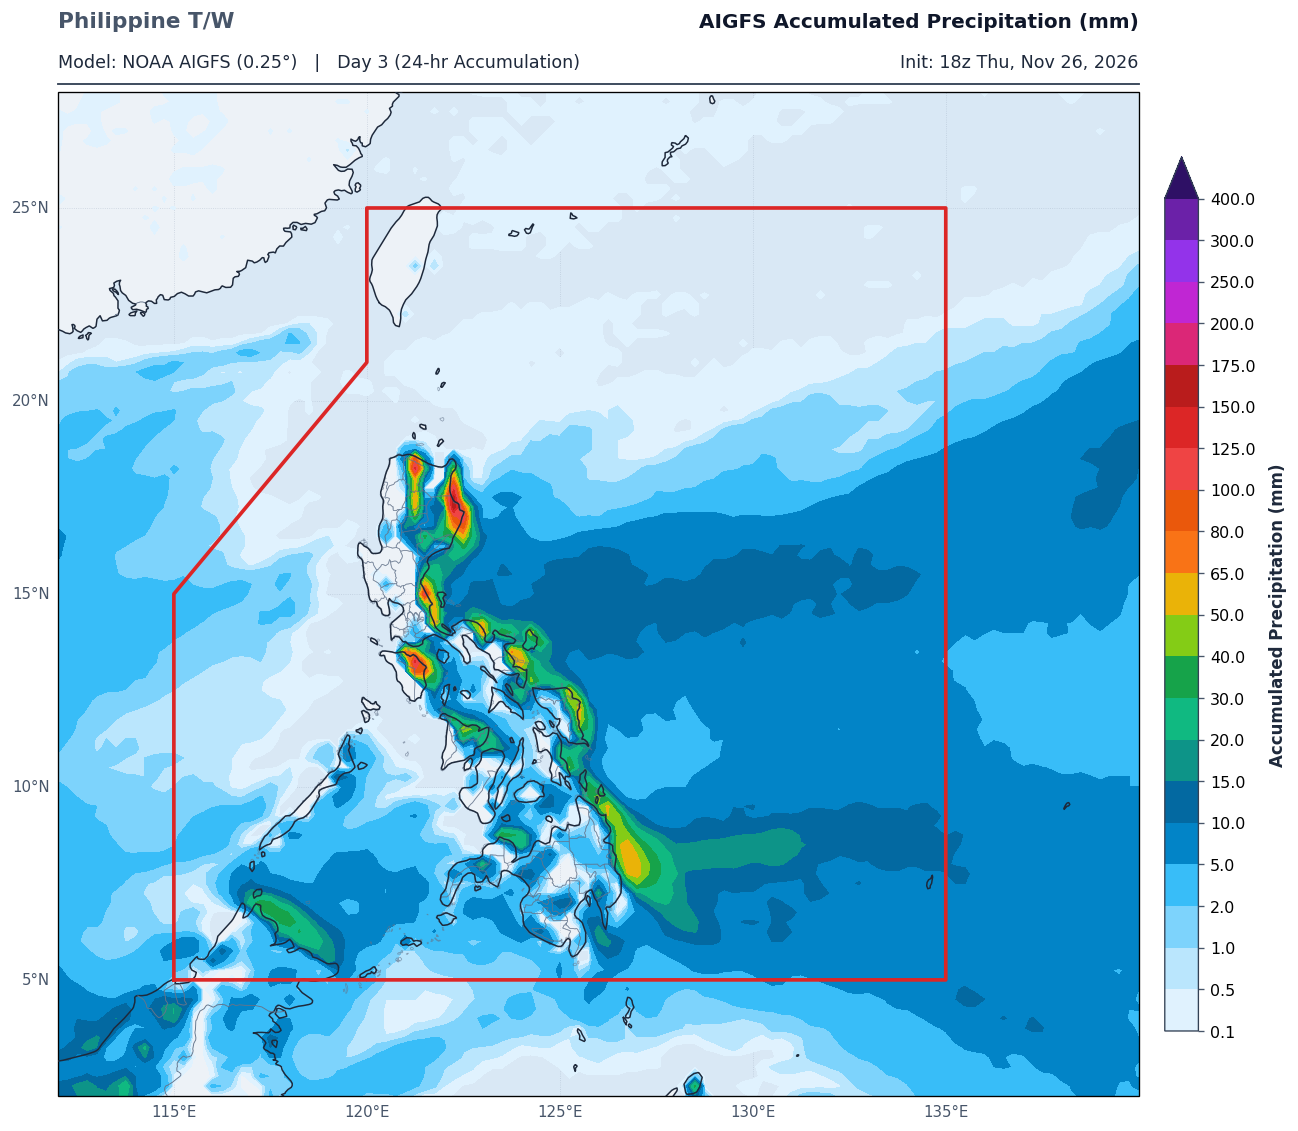 Philippine T/W
AIGFS Accumulated Precipitation (mm)
Model: NOAA AIGFS (0.25°)   |   Day 3 (24-hr Accumulation)
Init: 18z Thu, Nov 26, 2026
25°N
20°N
15°N
10°N
5°N
115°E
120°E
125°E
130°E
135°E
400.0
300.0
250.0
200.0
175.0
150.0
125.0
100.0
80.0
65.0
50.0
40.0
30.0
20.0
15.0
10.0
5.0
2.0
1.0
0.5
0.1
Accumulated Precipitation (mm)